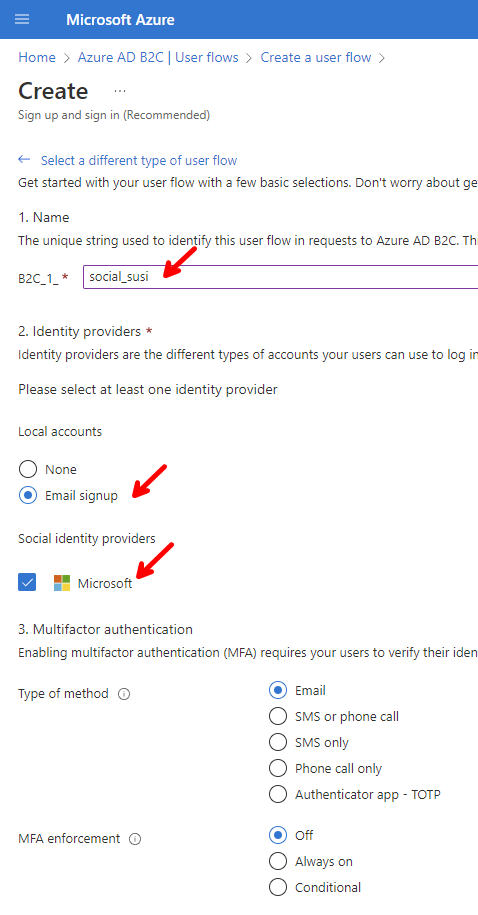 Microsoft Azure
Home > Azure AD B2C | User flows > Create a user flow >
Create ...
Sign up and sign in (Recommended)
← Select a different type of user flow
Get started with your user flow with a few basic selections. Don't worry about ge
1. Name
The unique string used to identify this user flow in requests to Azure AD B2C. Thi
B2C_1_ * social_susi
2. Identity providers *
Identity providers are the different types of accounts your users can use to log in
Please select at least one identity provider
Local accounts
None
Email signup
Social identity providers
Microsoft
3. Multifactor authentication
Enabling multifactor authentication (MFA) requires your users to verify their iden
Type of method
Email
SMS or phone call
SMS only
Phone call only
Authenticator app - TOTP
MFA enforcement
Off
Always on
Conditional